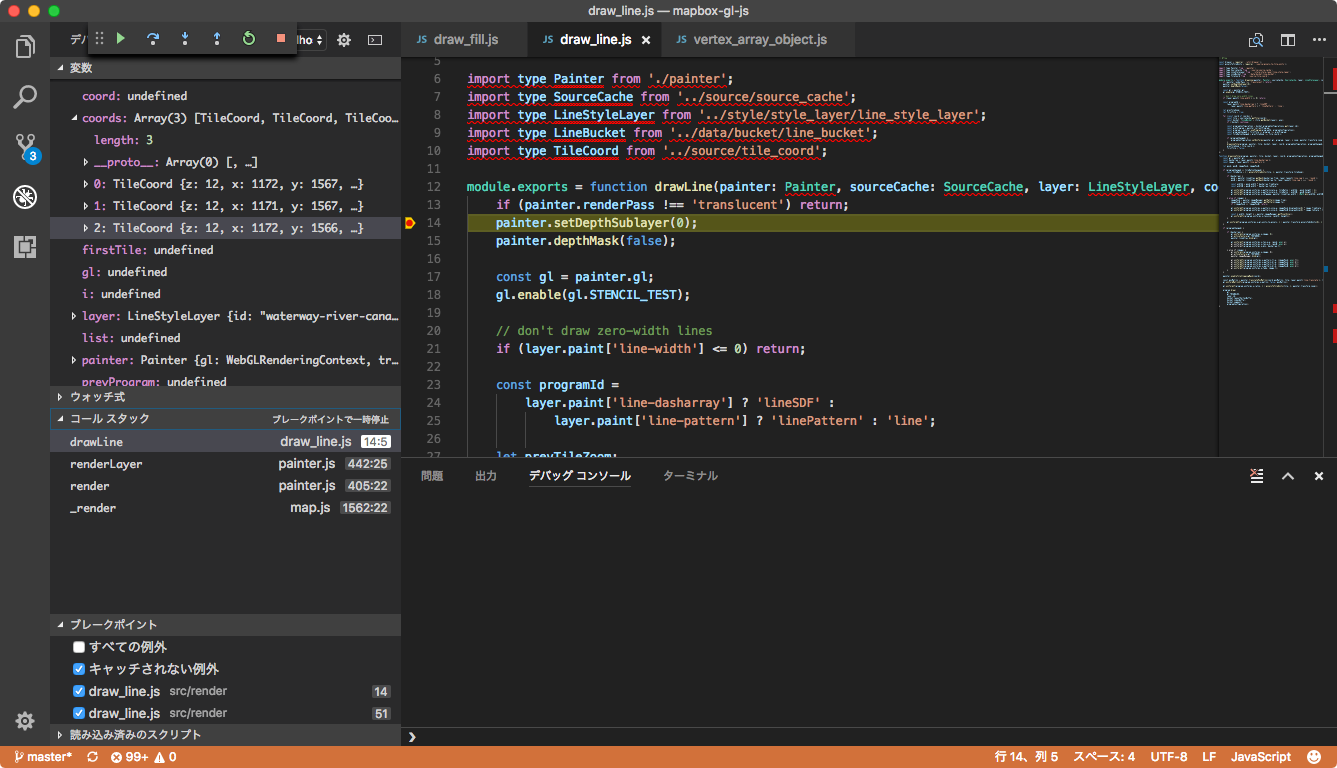 draw_line.js — mapbox-gl-js
デバ
JS draw_fill.js
JS draw_line.js
JS vertex_array_object.js
変数
coord: undefined
coords: Array(3) [TileCoord, TileCoord, TileCoo…
length: 3
__proto__: Array(0) [, …]
0: TileCoord {z: 12, x: 1172, y: 1567, …}
1: TileCoord {z: 12, x: 1171, y: 1567, …}
2: TileCoord {z: 12, x: 1172, y: 1566, …}
firstTile: undefined
gl: undefined
i: undefined
layer: LineStyleLayer {id: "waterway-river-cana…
list: undefined
painter: Painter {gl: WebGLRenderingContext, tr…
prevProgram: undefined
ウォッチ式
コール スタック ブレークポイントで一時停止
drawLine draw_line.js 14:5
renderLayer painter.js 442:25
render painter.js 405:22
_render map.js 1562:22
ブレークポイント
すべての例外
キャッチされない例外
draw_line.js src/render 14
draw_line.js src/render 51
読み込み済みのスクリプト
3
5
6 import type Painter from './painter';
7 import type SourceCache from '../source/source_cache';
8 import type LineStyleLayer from '../style/style_layer/line_style_layer';
9 import type LineBucket from '../data/bucket/line_bucket';
10 import type TileCoord from '../source/tile_coord';
11
12 module.exports = function drawLine(painter: Painter, sourceCache: SourceCache, layer: LineStyleLayer, co
13 if (painter.renderPass !== 'translucent') return;
14 painter.setDepthSublayer(0);
15 painter.depthMask(false);
16
17 const gl = painter.gl;
18 gl.enable(gl.STENCIL_TEST);
19
20 // don't draw zero-width lines
21 if (layer.paint['line-width'] <= 0) return;
22
23 const programId =
24 layer.paint['line-dasharray'] ? 'lineSDF' :
25 layer.paint['line-pattern'] ? 'linePattern' : 'line';
26
27 let prevTileZoom;
問題 出力 デバッグ コンソール ターミナル
master* 99+ 0
行 14、列 5 スペース: 4 UTF-8 LF JavaScript